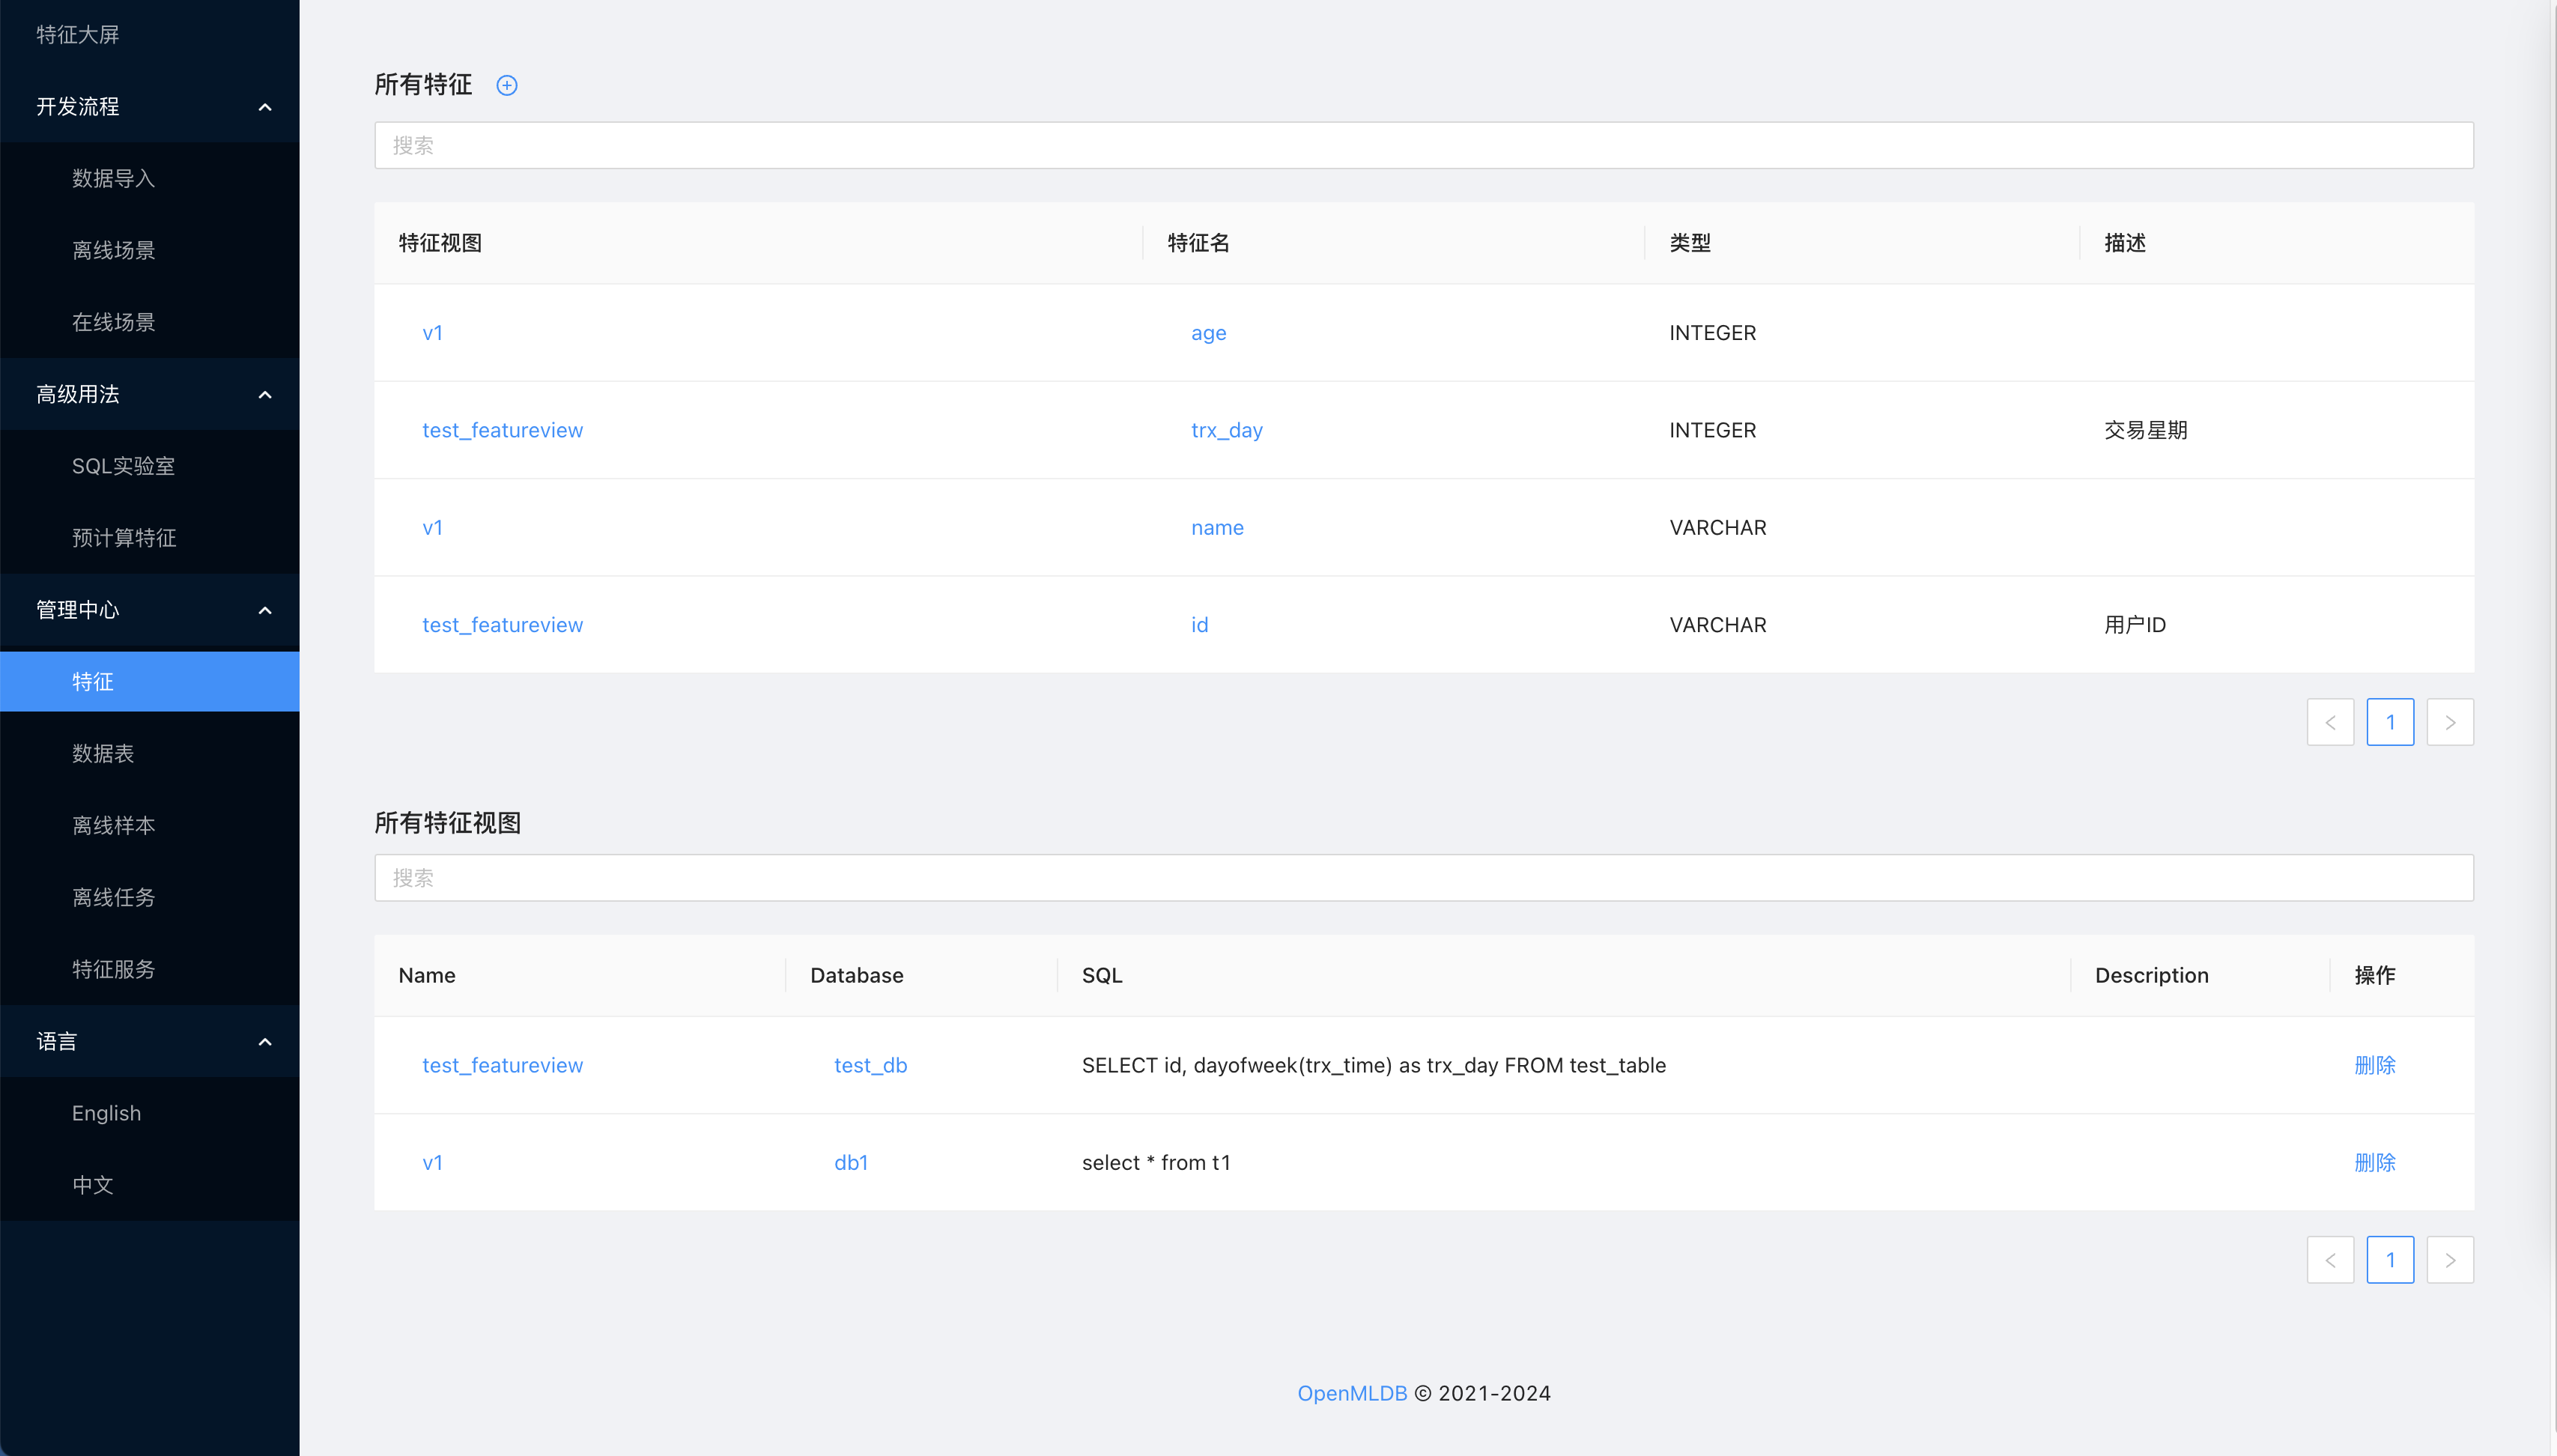 特征大屏
开发流程
数据导入
离线场景
在线场景
高级用法
SQL实验室
预计算特征
管理中心
特征
数据表
离线样本
离线任务
特征服务
语言
English
中文
所有特征
搜索
特征视图 特征名 类型 描述
v1 age INTEGER
test_featureview trx_day INTEGER 交易星期
v1 name VARCHAR
test_featureview id VARCHAR 用户ID
< 1 >
所有特征视图
搜索
Name Database SQL Description 操作
test_featureview test_db SELECT id, dayofweek(trx_time) as trx_day FROM test_table 删除
v1 db1 select * from t1 删除
< 1 >
OpenMLDB © 2021-2024